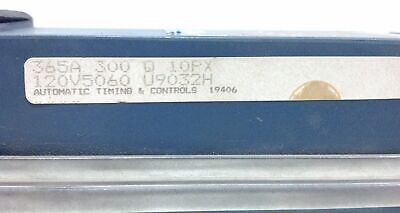 365A 300 Q 10PX
120V5060 U9032H
AUTOMATIC TIMING & CONTROLS 19406